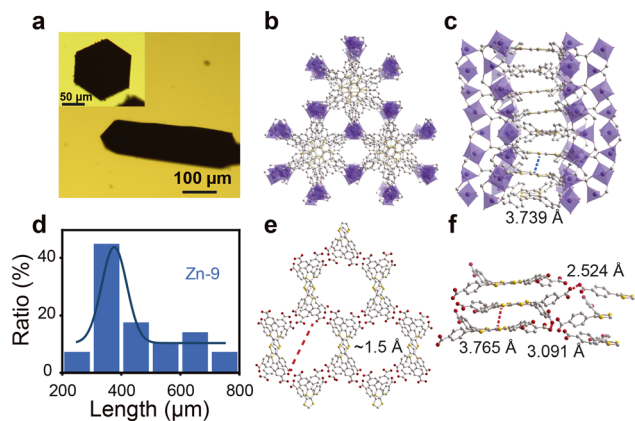 a
50 μm
100 μm
b
c
3.739 Å
d
Zn-9
Ratio (%)
40
20
0
200 400 600 800
Length (μm)
e
~1.5 Å
f
2.524 Å
3.765 Å
3.091 Å